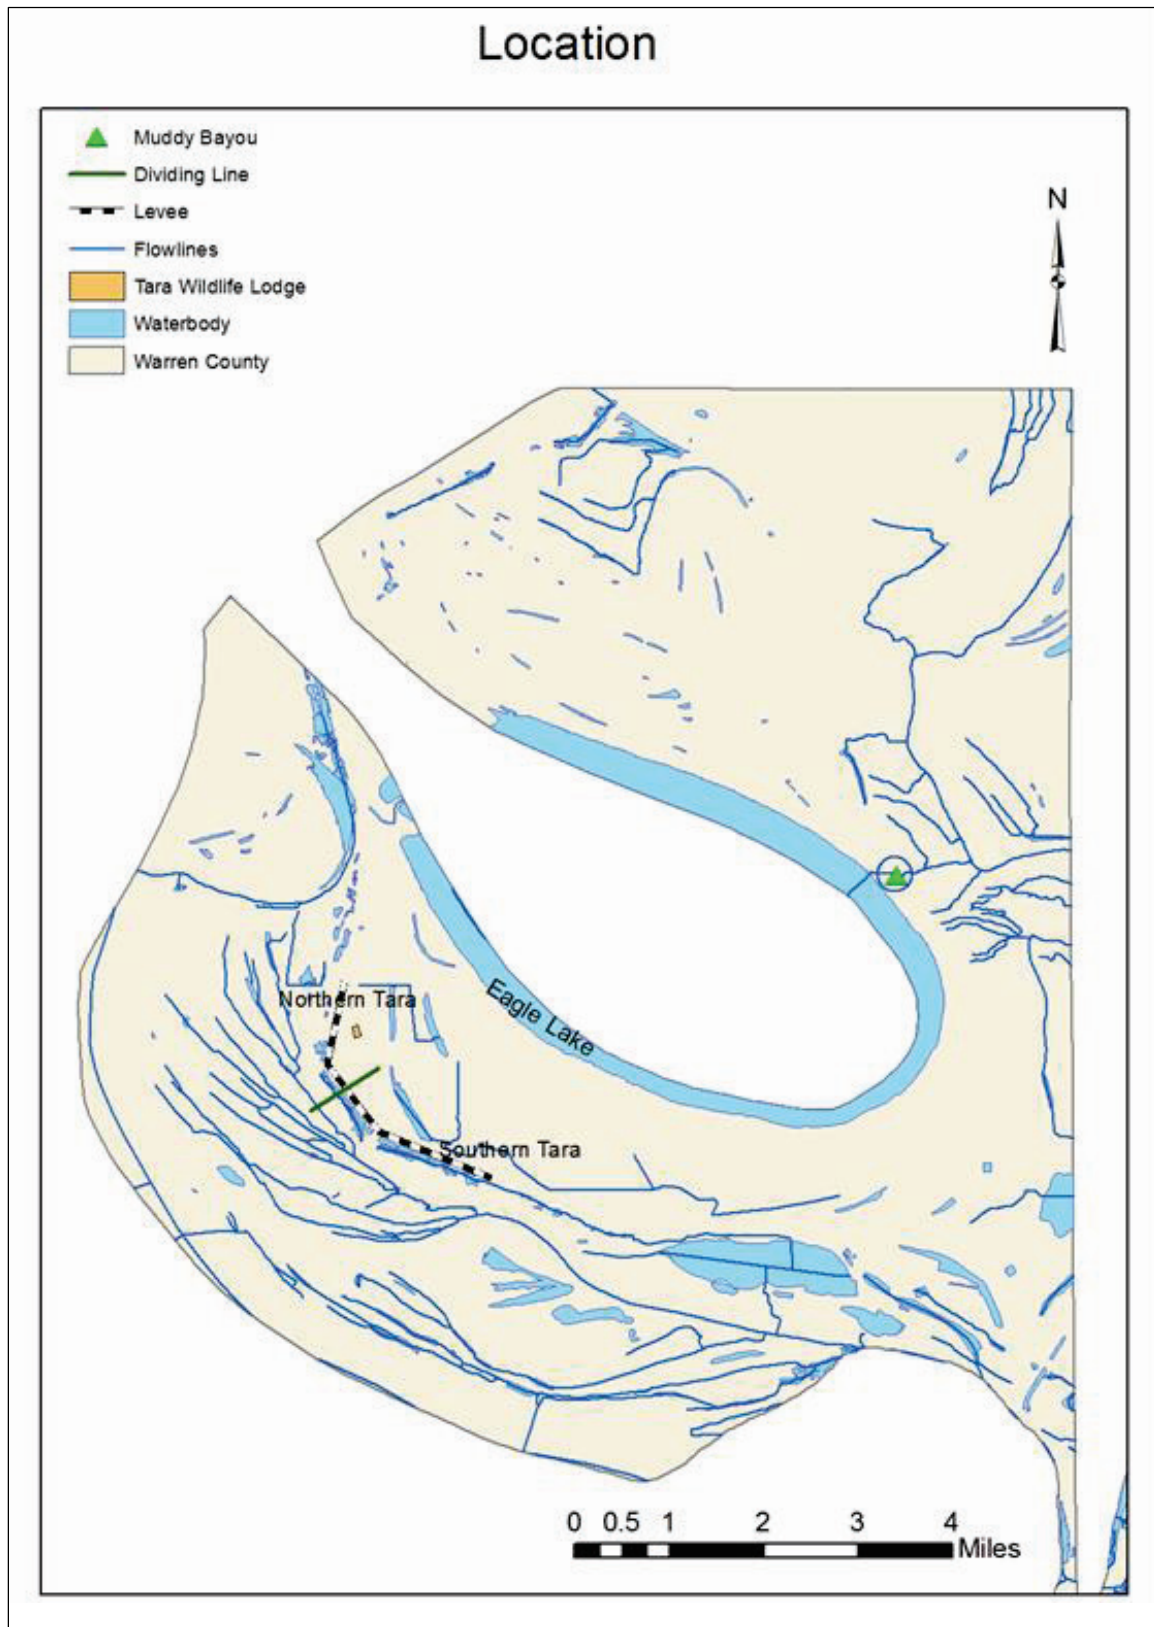 Location
Muddy Bayou
Dividing Line
Levee
Flowlines
Tara Wildlife Lodge
Waterbody
Warren County
N
Northern Tara
Eagle Lake
Southern Tara
0 0.5 1 2 3 4
Miles